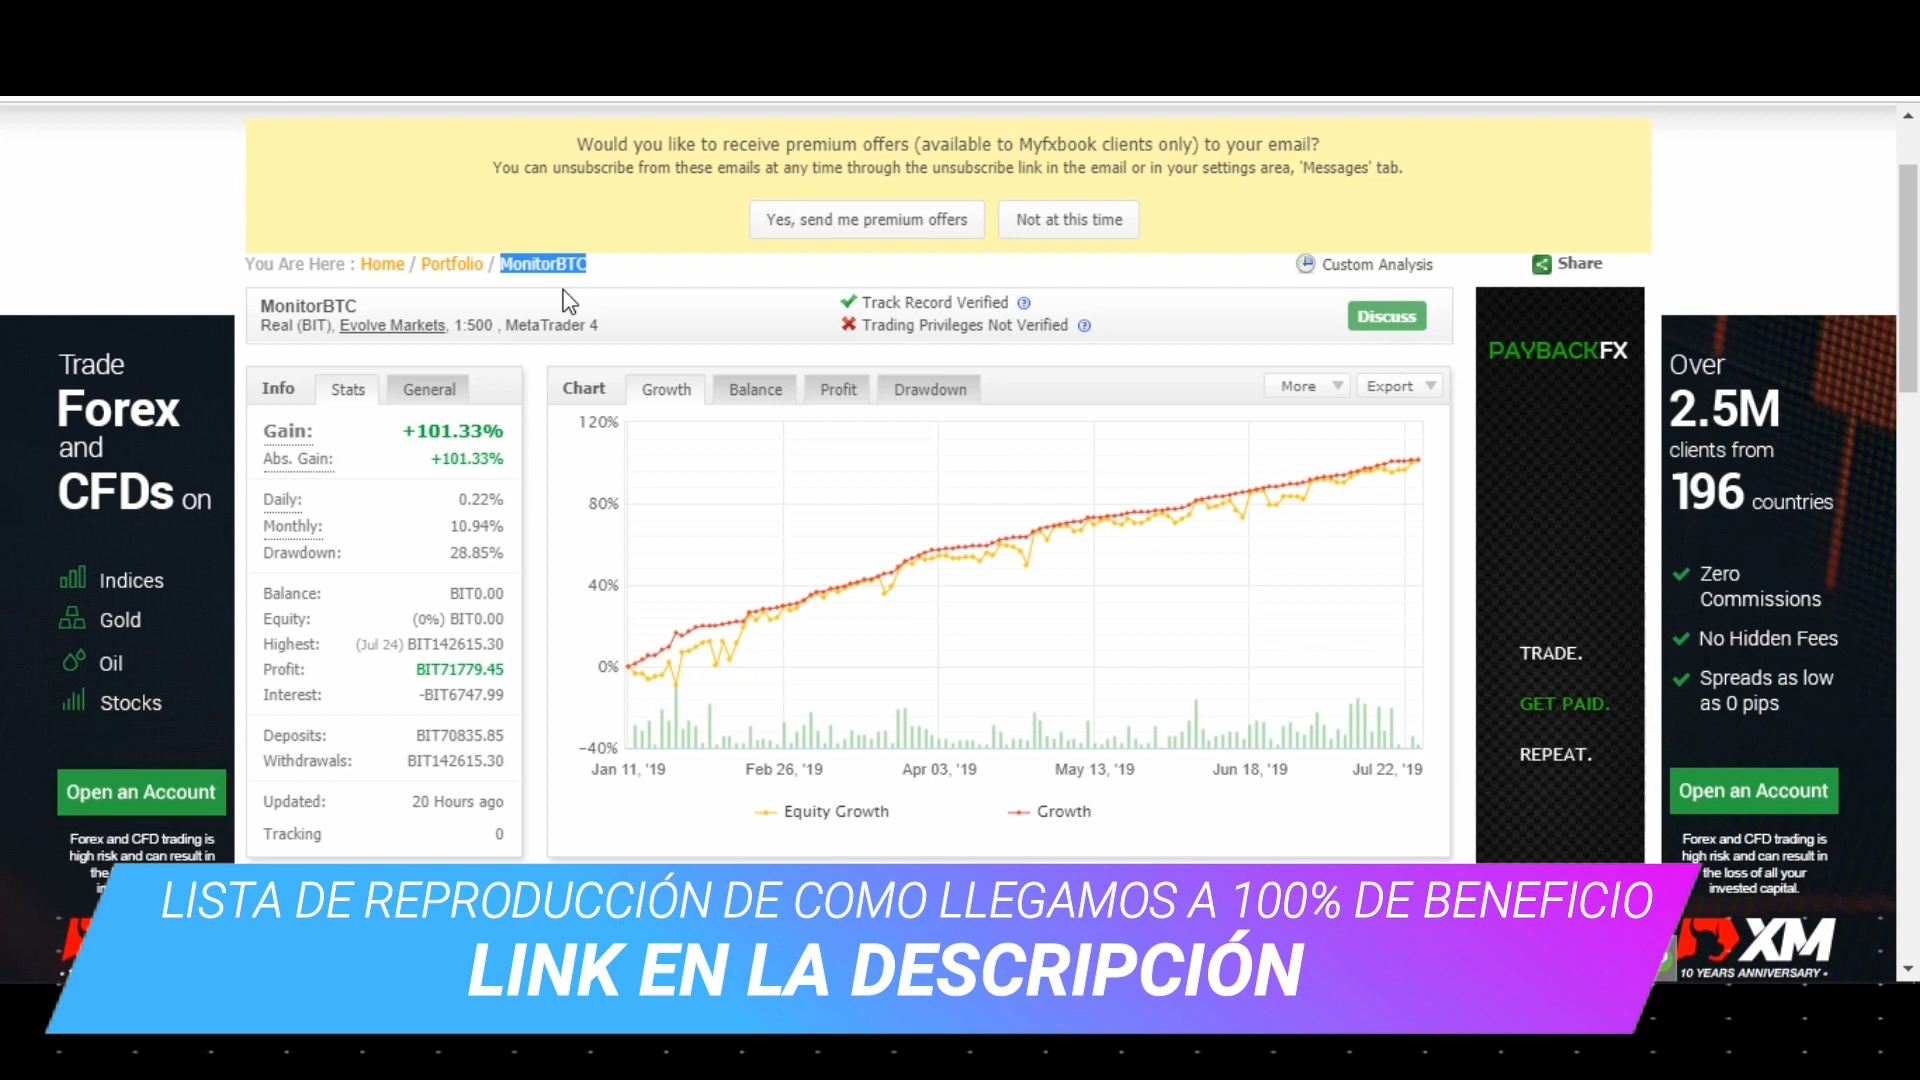 Would you like to receive premium offers (available to Myfxbook clients only) to your email?
You can unsubscribe from these emails at any time through the unsubscribe link in the email or in your settings area, 'Messages' tab.
Yes, send me premium offers
Not at this time
You Are Here : Home / Portfolio / MonitorBTC
Custom Analysis
Share
MonitorBTC
Real (BIT), Evolve Markets, 1:500 , MetaTrader 4
Track Record Verified
Trading Privileges Not Verified
Discuss
Trade
Forex
and
CFDs on
Indices
Gold
Oil
Stocks
Open an Account
Forex and CFD trading is
high risk and can result in
the
Info Stats General
Gain: +101.33%
Abs. Gain: +101.33%
Daily: 0.22%
Monthly: 10.94%
Drawdown: 28.85%
Balance: BIT0.00
Equity: (0%) BIT0.00
Highest: (Jul 24) BIT142615.30
Profit: BIT71779.45
Interest: -BIT6747.99
Deposits: BIT70835.85
Withdrawals: BIT142615.30
Updated: 20 Hours ago
Tracking 0
Chart Growth Balance Profit Drawdown More Export
120%
80%
40%
0%
-40%
Jan 11, '19 Feb 26, '19 Apr 03, '19 May 13, '19 Jun 18, '19 Jul 22, '19
Equity Growth Growth
PAYBACKFX
TRADE.
GET PAID.
REPEAT.
Over
2.5M
clients from
196 countries
Zero
Commissions
No Hidden Fees
Spreads as low
as 0 pips
Open an Account
Forex and CFD trading is
high risk and can result in
the loss of all your
invested capital.
XM
10 YEARS ANNIVERSARY
LISTA DE REPRODUCCIÓN DE COMO LLEGAMOS A 100% DE BENEFICIO
LINK EN LA DESCRIPCIÓN